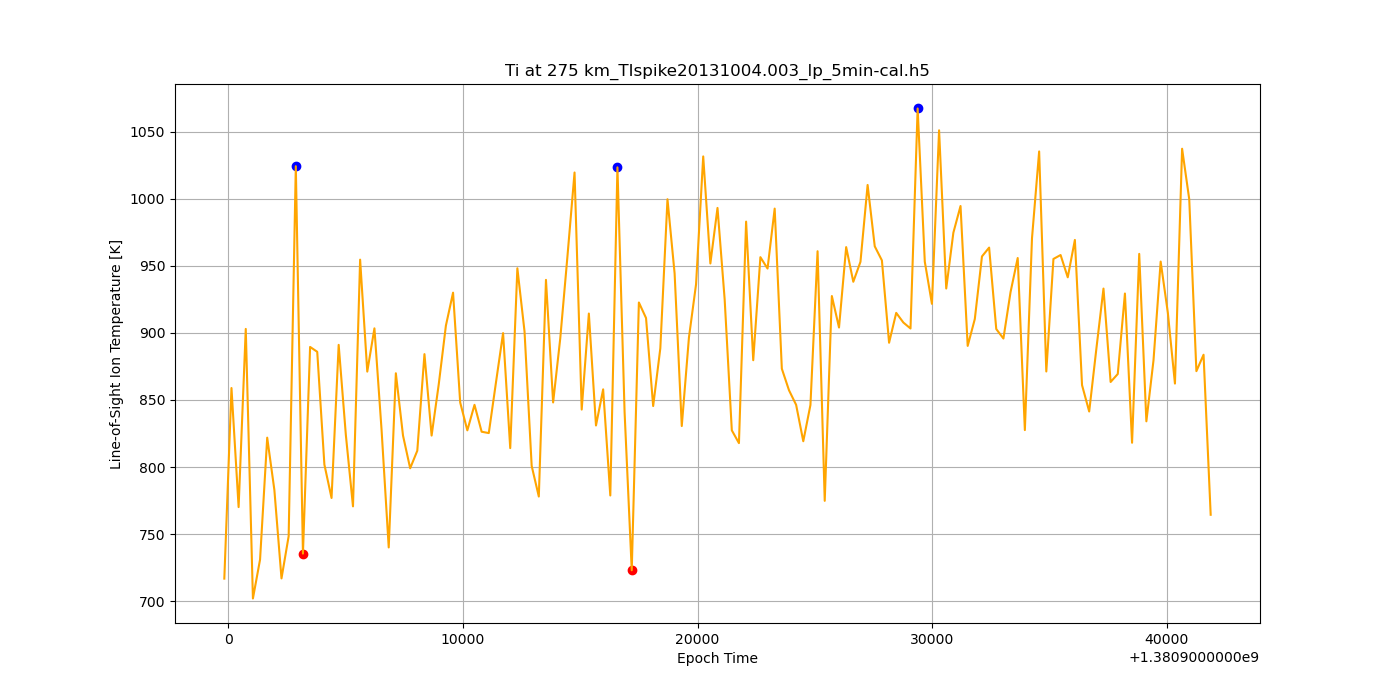 Ti at 275 km_TIspike20131004.003_lp_5min-cal.h5
Line-of-Sight Ion Temperature [K]
1050
1000
950
900
850
800
750
700
0 10000 20000 30000 40000
Epoch Time
+1.3809000000e9